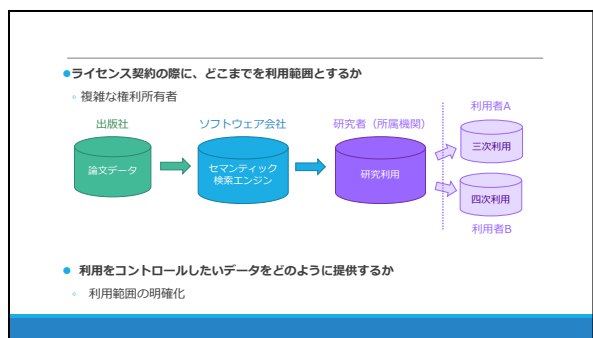 ●ライセンス契約の際に、どこまでを利用範囲とするか
◦ 複雑な権利所有者
出版社
ソフトウェア会社
研究者（所属機関）
利用者A
論文データ
セマンティック
検索エンジン
研究利用
三次利用
四次利用
利用者B
● 利用をコントロールしたいデータをどのように提供するか
◦ 利用範囲の明確化